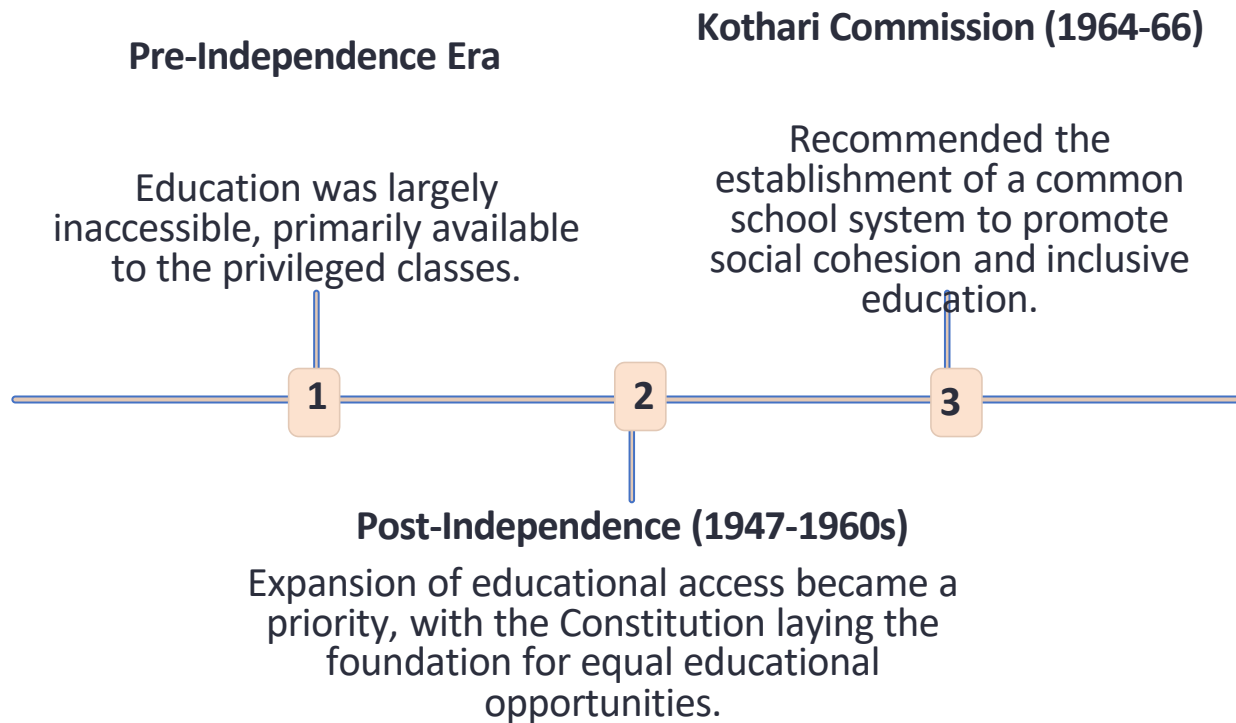 Pre-Independence Era
Education was largely
inaccessible, primarily available
to the privileged classes.
1
Post-Independence (1947-1960s)
Expansion of educational access became a
priority, with the Constitution laying the
foundation for equal educational
opportunities.
2
Kothari Commission (1964-66)
Recommended the
establishment of a common
school system to promote
social cohesion and inclusive
education.
3